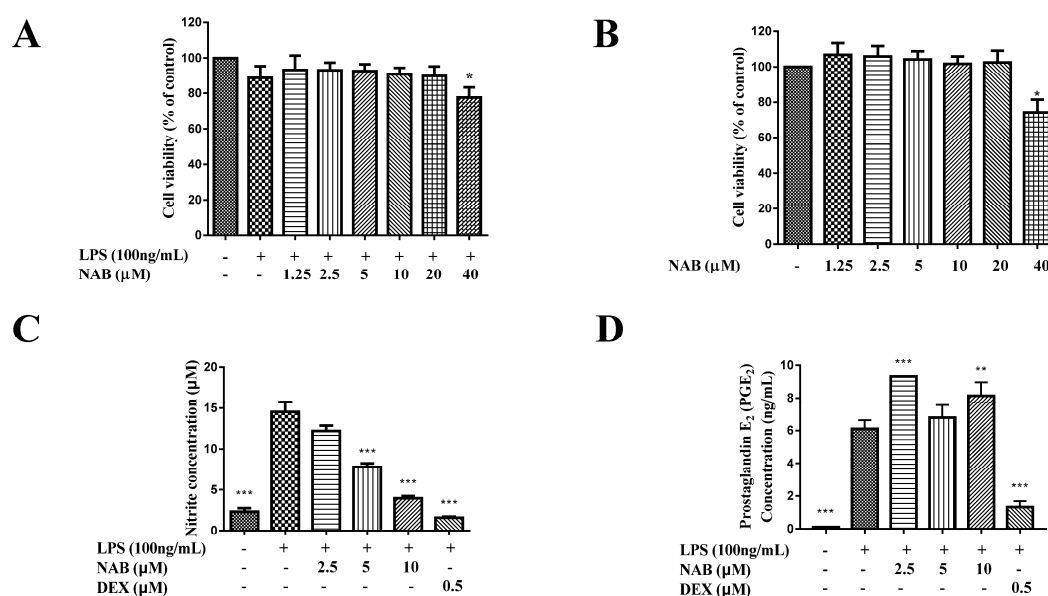 A
Cell viability (% of control)
120
100
80
60
40
20
0
*
LPS (100ng/mL) - + + + + + + +
NAB (µM) - - 1.25 2.5 5 10 20 40
B
Cell viability (% of control)
120
100
80
60
40
20
0
*
NAB (µM) - 1.25 2.5 5 10 20 40
C
Nitrite concentration (µM)
20
15
10
5
0
*** *** *** ***
LPS (100ng/mL) - + + + + +
NAB (µM) - - 2.5 5 10 -
DEX (µM) - - - - - 0.5
D
Prostaglandin E2 (PGE2)
Concentration (ng/mL)
10
8
6
4
2
0
*** *** ** ***
LPS (100ng/mL) - + + + + +
NAB (µM) - - 2.5 5 10 -
DEX (µM) - - - - - 0.5